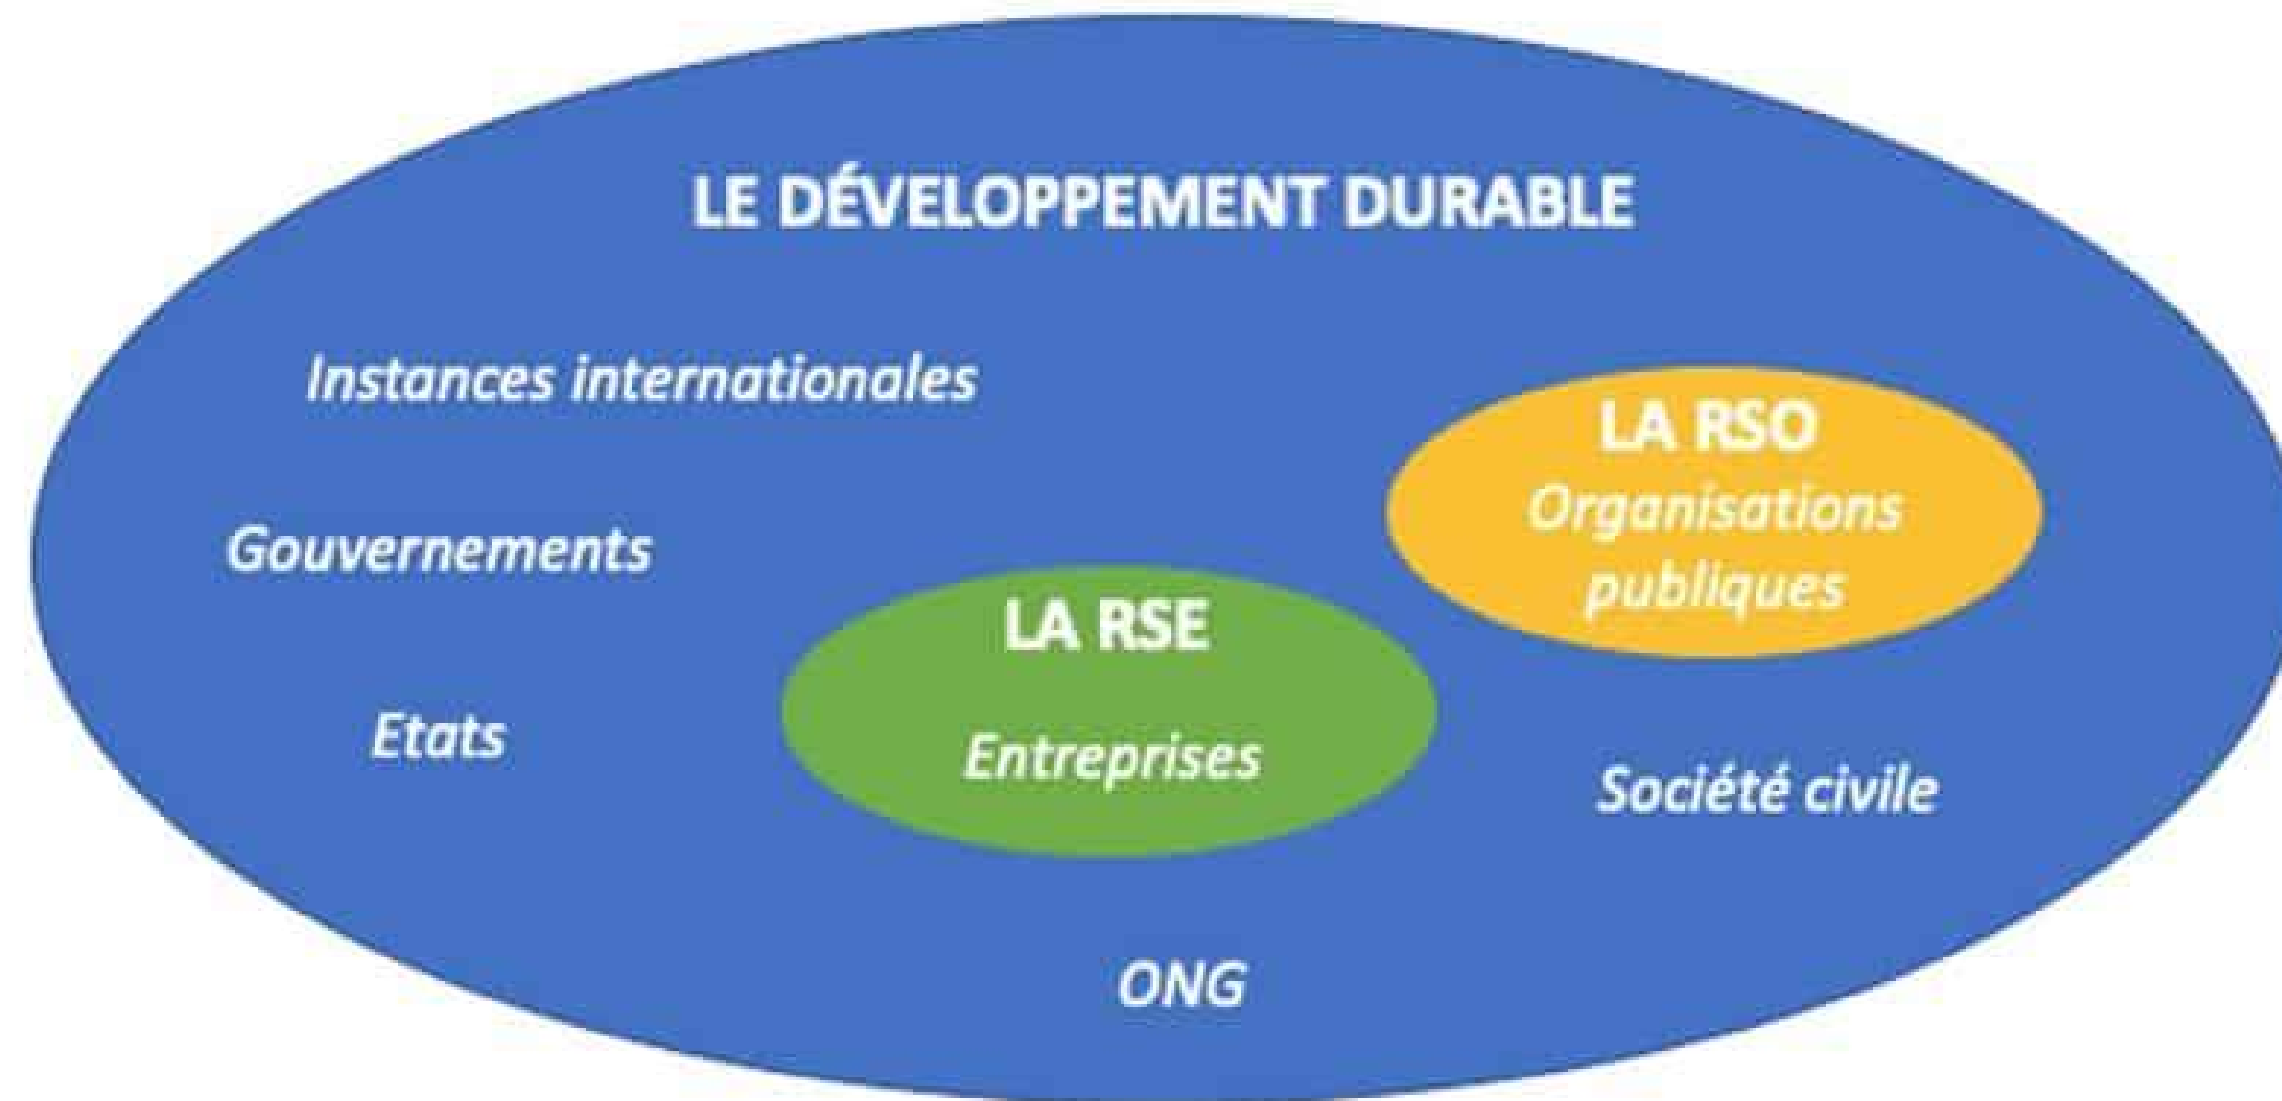 LE DÉVELOPPEMENT DURABLE
Instances internationales
LA RSO
Organisations
publiques
Gouvernements
LA RSE
Entreprises
Etats
Société civile
ONG